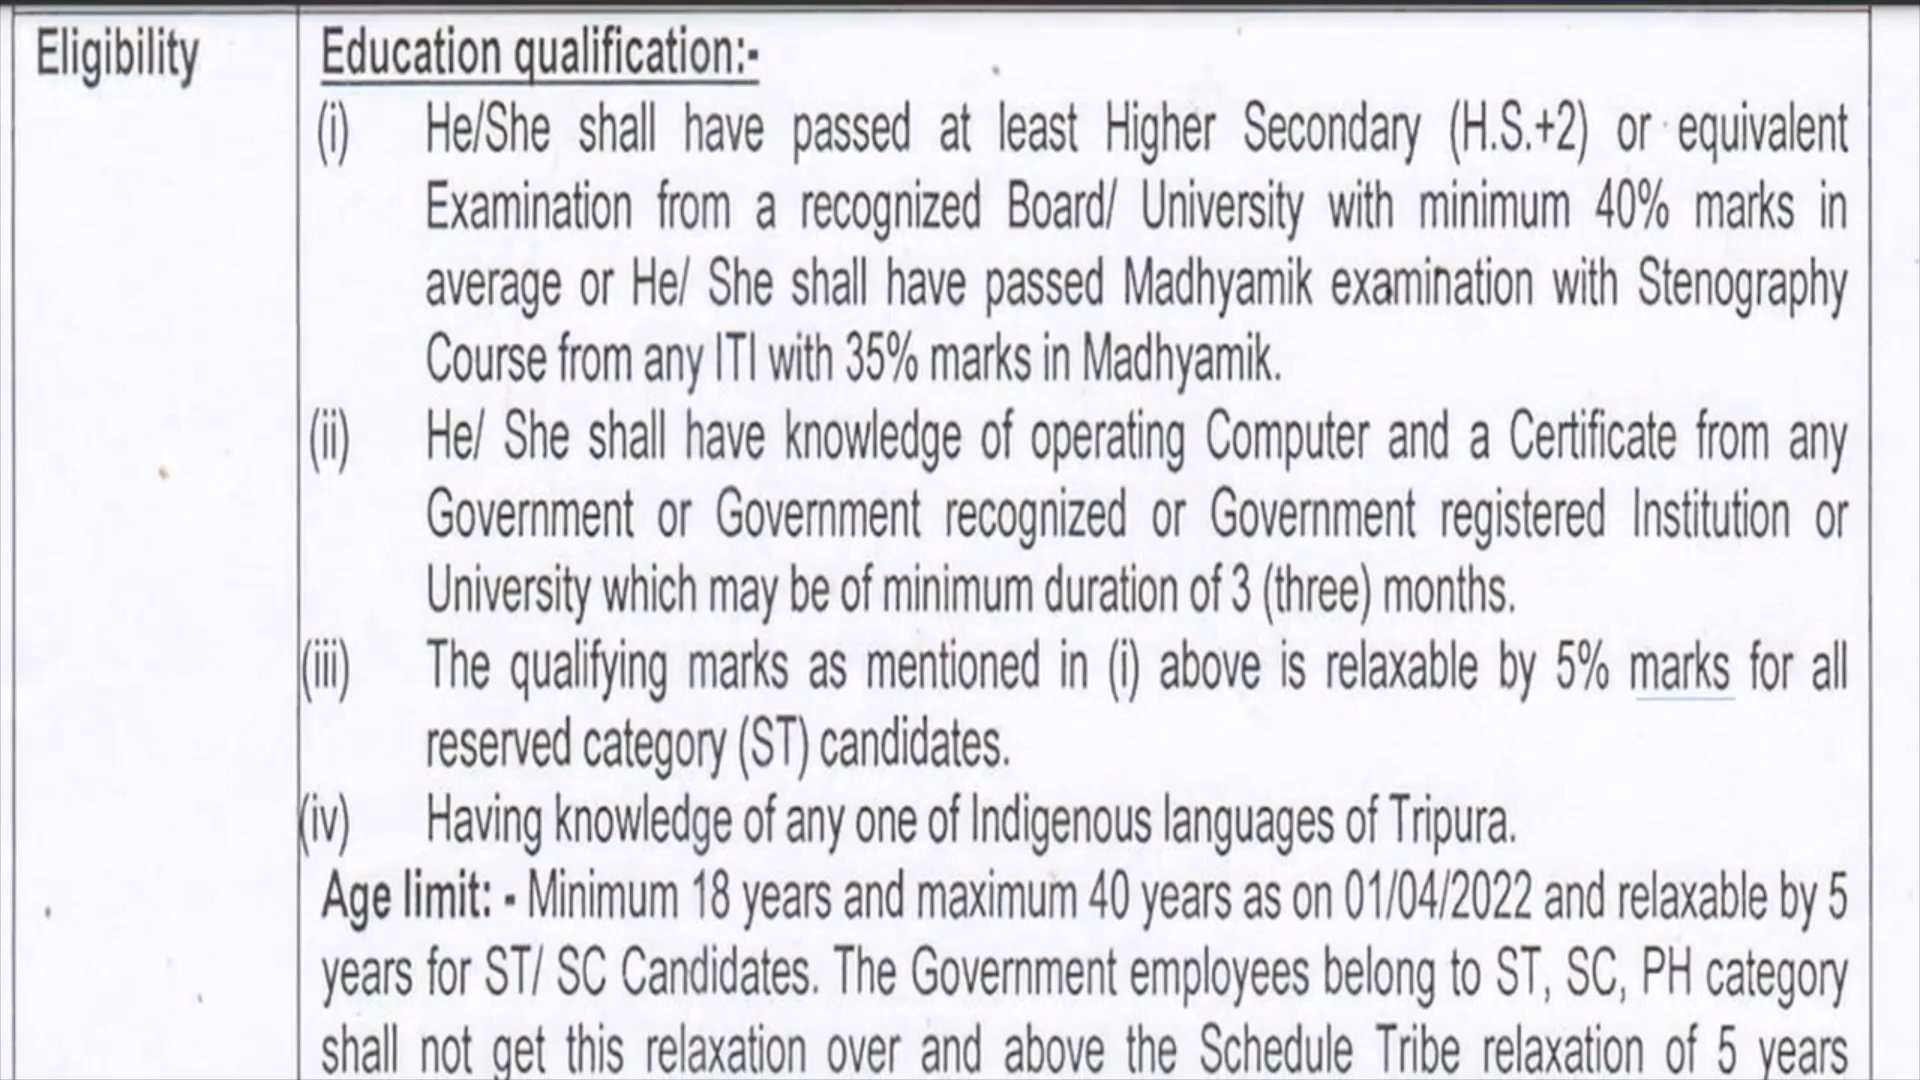 Eligibility
Education qualification:-
(i) He/She shall have passed at least Higher Secondary (H.S.+2) or equivalent
Examination from a recognized Board/ University with minimum 40% marks in
average or He/ She shall have passed Madhyamik examination with Stenography
Course from any ITI with 35% marks in Madhyamik.
(ii) He/ She shall have knowledge of operating Computer and a Certificate from any
Government or Government recognized or Government registered Institution or
University which may be of minimum duration of 3 (three) months.
(iii) The qualifying marks as mentioned in (i) above is relaxable by 5% marks for all
reserved category (ST) candidates.
(iv) Having knowledge of any one of Indigenous languages of Tripura.
Age limit: - Minimum 18 years and maximum 40 years as on 01/04/2022 and relaxable by 5
years for ST/ SC Candidates. The Government employees belong to ST, SC, PH category
shall not get this relaxation over and above the Schedule Tribe relaxation of 5 years